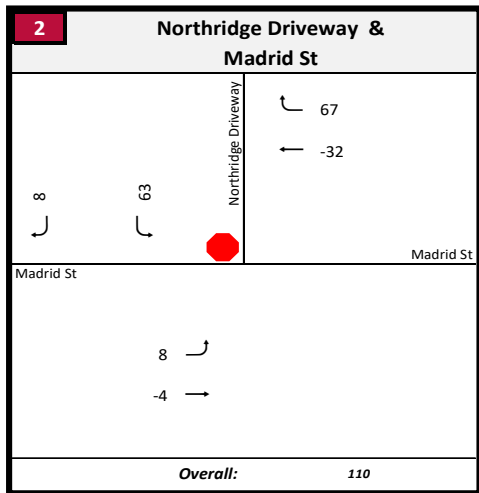 2
Northridge Driveway &
Madrid St
Northridge Driveway
67
-32
8
63
Madrid St
Madrid St
8
-4
Overall: 110